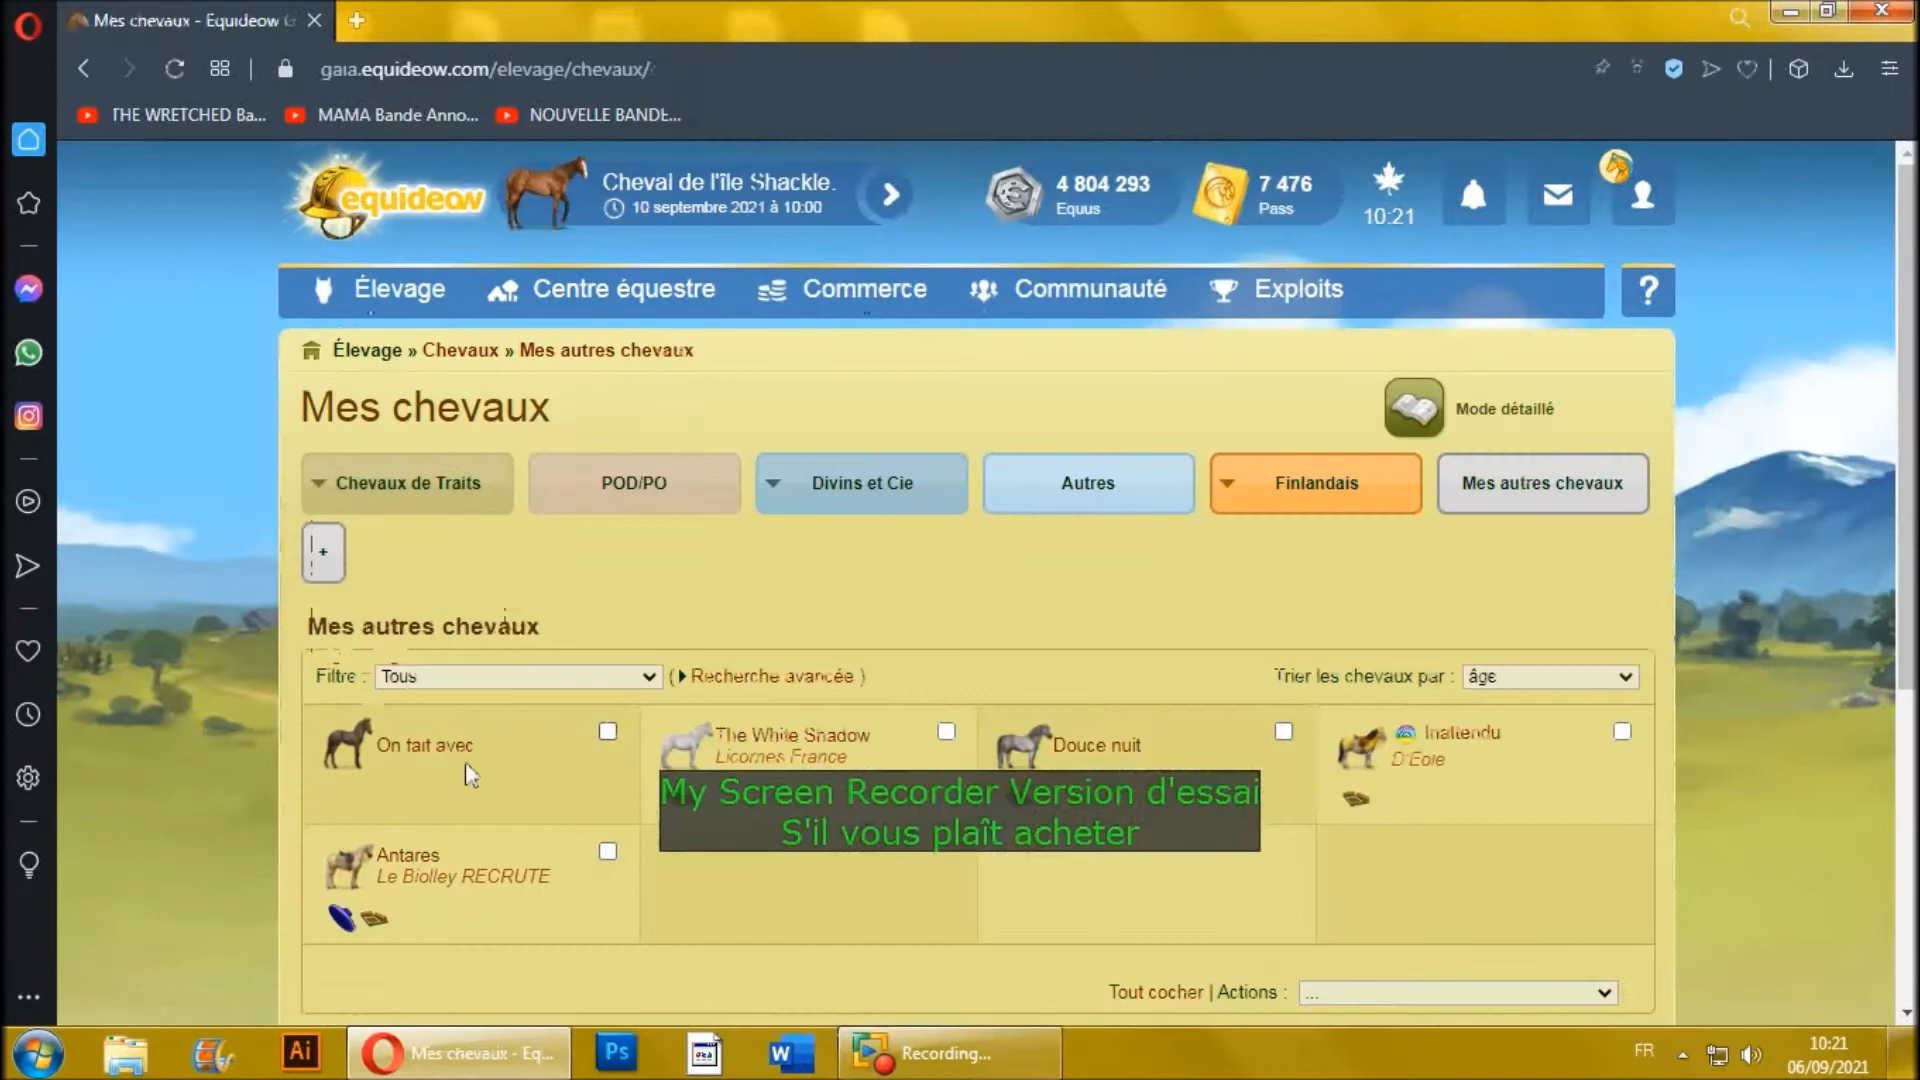 Mes chevaux - Equideow G
gaia.equideow.com/elevage/chevaux/
THE WRETCHED Ba...
MAMA Bande Anno...
NOUVELLE BANDE...
equideow
Cheval de l'île Shackle.
10 septembre 2021 à 10:00
4 804 293
Equus
7 476
Pass
10:21
Élevage
Centre équestre
Commerce
Communauté
Exploits
?
Élevage » Chevaux » Mes autres chevaux
Mes chevaux
Mode détaillé
Chevaux de Traits
POD/PO
Divins et Cie
Autres
Finlandais
Mes autres chevaux
+
Mes autres chevaux
Filtre : Tous ( Recherche avancée )
Trier les chevaux par : âge
On fait avec
The White Shadow
Licornes France
Douce nuit
Inattendu
D'Eole
My Screen Recorder Version d'essai
S'il vous plaît acheter
Antares
Le Biolley RECRUTE
Tout cocher | Actions : ...
Ai
Mes chevaux - Eq...
Ps
W
Recording...
FR
10:21
06/09/2021